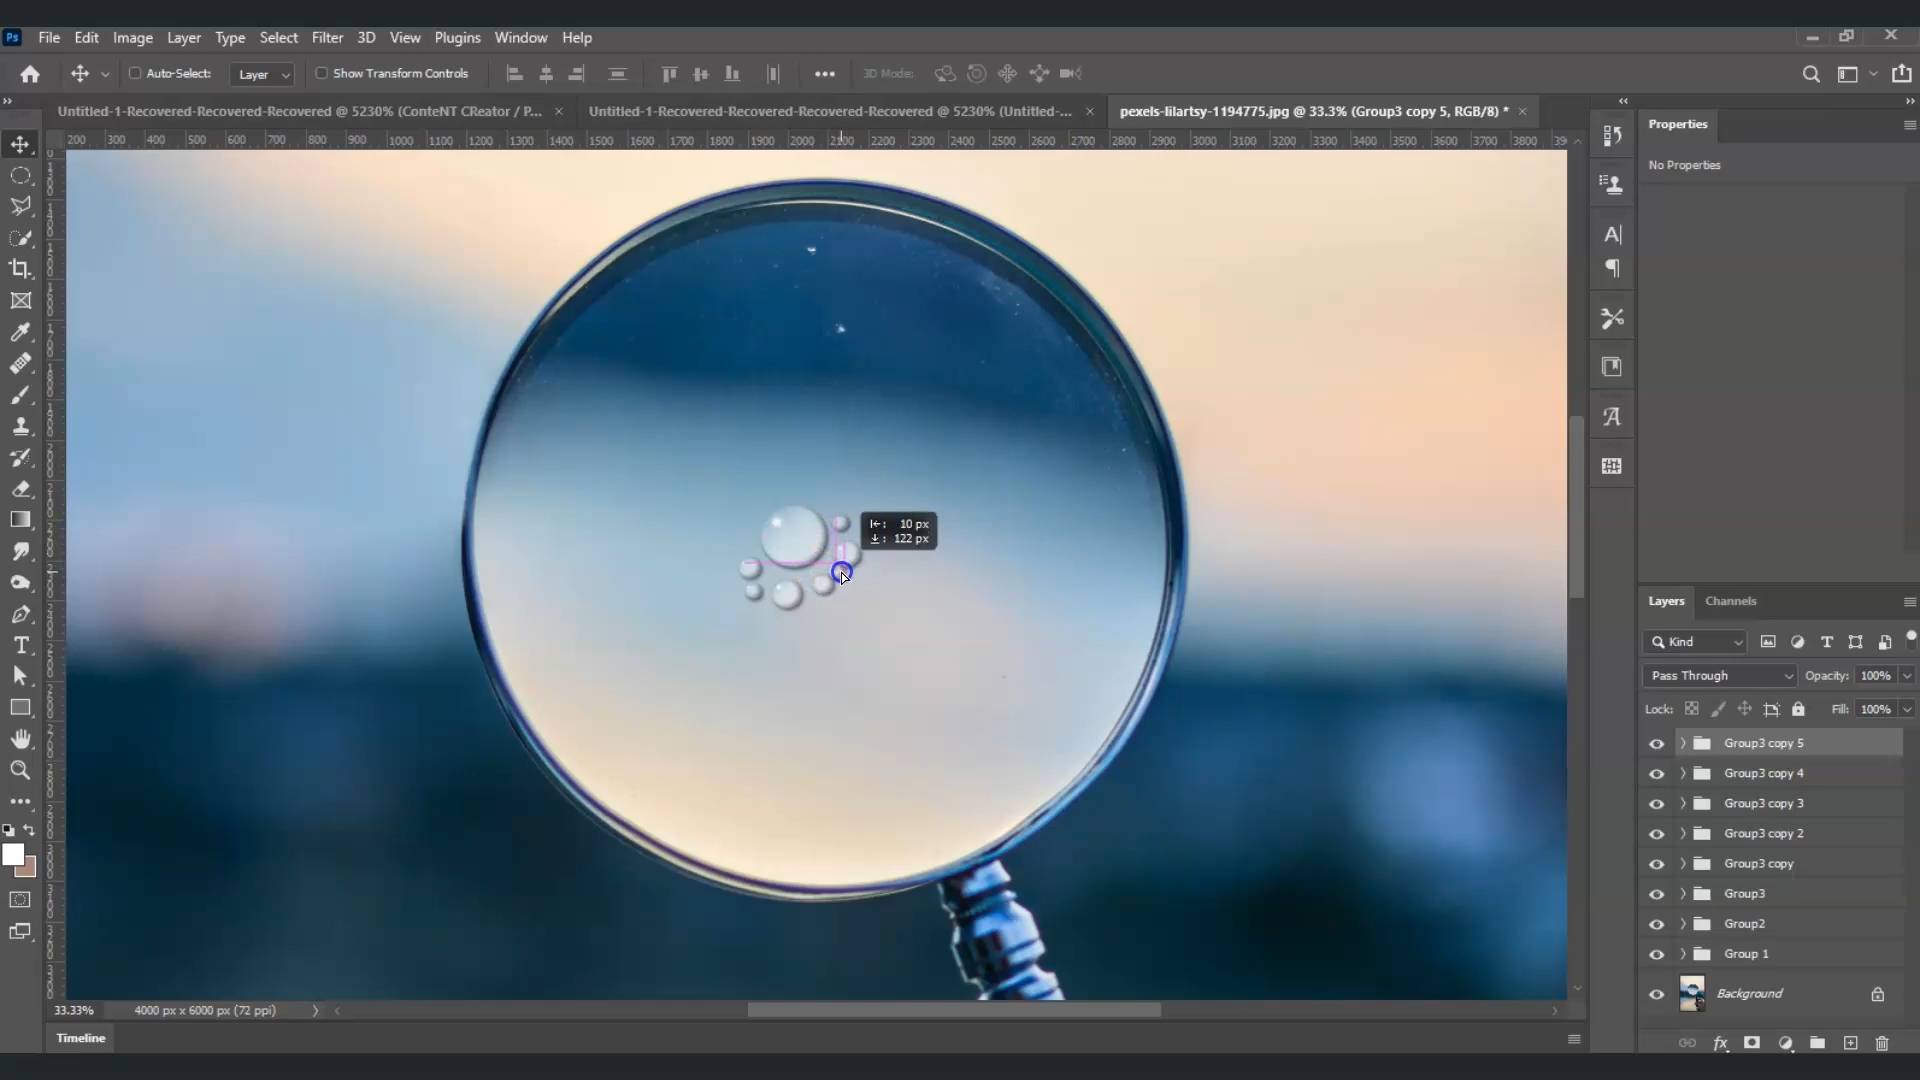 Ps File Edit Image Layer Type Select Filter 3D View Plugins Window Help
Auto-Select: Layer Show Transform Controls 3D Mode:
Untitled-1-Recovered-Recovered-Recovered @ 5230% (ConteNT CReator / P... × Untitled-1-Recovered-Recovered-Recovered-Recovered @ 5230% (Untitled-... × pexels-lilartsy-1194775.jpg @ 33.3% (Group3 copy 5, RGB/8) * ×
200 300 400 500 600 700 800 900 1000 1100 1200 1300 1400 1500 1600 1700 1800 1900 2000 2100 2200 2300 2400 2500 2600 2700 2800 2900 3000 3100 3200 3300 3400 3500 3600 3700 3800 39
Properties
No Properties
10 px
122 px
Layers Channels
Kind
Pass Through Opacity: 100%
Lock: Fill: 100%
Group3 copy 5
Group3 copy 4
Group3 copy 3
Group3 copy 2
Group3 copy
Group3
Group2
Group 1
Background
33.33% 4000 px x 6000 px (72 ppi)
Timeline